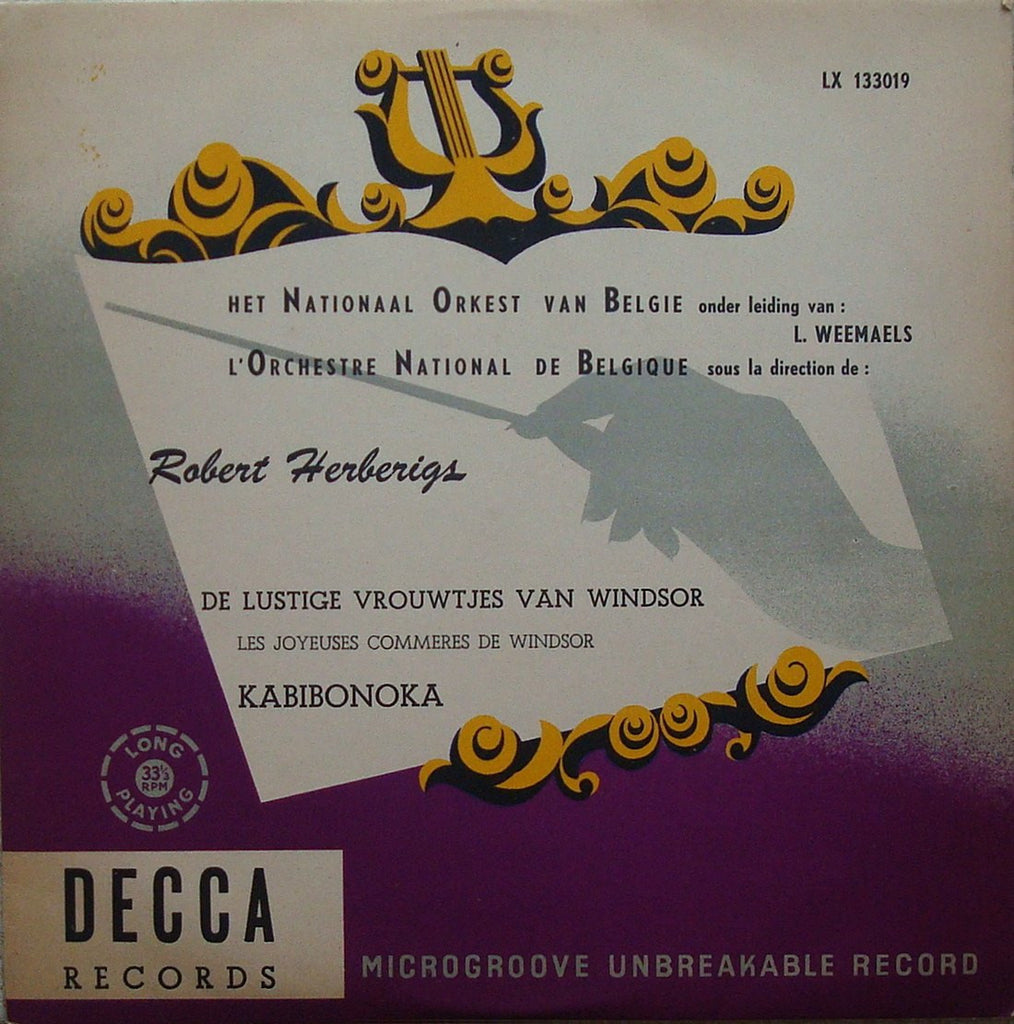 LX 133019
HET NATIONAAL ORKEST VAN BELGIE onder leiding van :
L. WEEMAELS
L'ORCHESTRE NATIONAL DE BELGIQUE sous la direction de :
Robert Herberigs
DE LUSTIGE VROUWTJES VAN WINDSOR
LES JOYEUSES COMMERES DE WINDSOR
KABIBONOKA
LONG
33⅓
RPM
PLAYING
DECCA
RECORDS
MICROGROOVE UNBREAKABLE RECORD